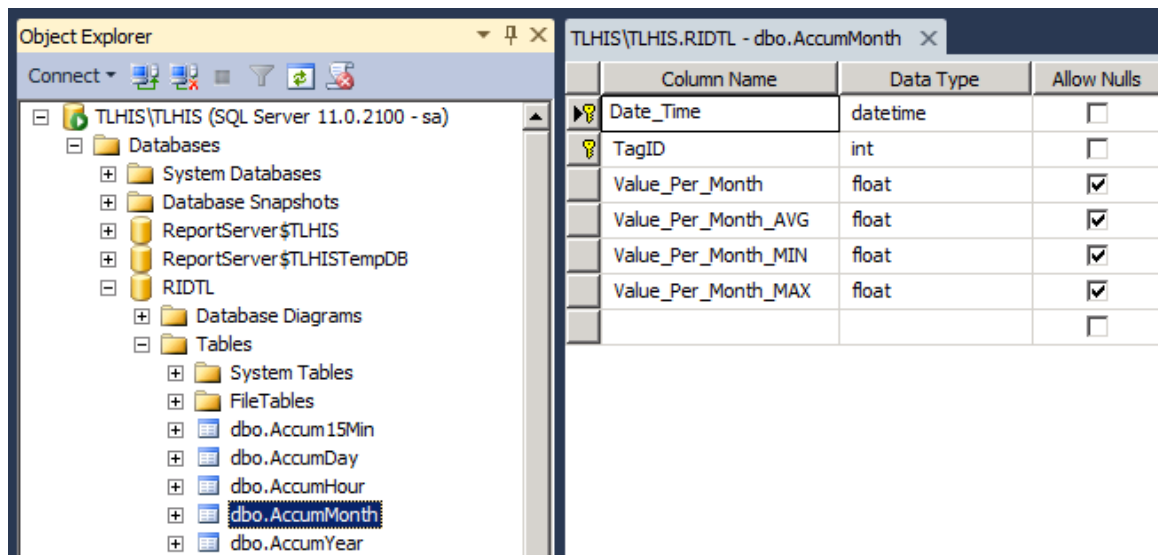 Object Explorer
Connect
TLHIS\TLHIS (SQL Server 11.0.2100 - sa)
Databases
System Databases
Database Snapshots
ReportServer$TLHIS
ReportServer$TLHISTempDB
RIDTL
Database Diagrams
Tables
System Tables
FileTables
dbo.Accum15Min
dbo.AccumDay
dbo.AccumHour
dbo.AccumMonth
dbo.AccumYear
TLHIS\TLHIS.RIDTL - dbo.AccumMonth
Column Name Data Type Allow Nulls
Date_Time datetime
TagID int
Value_Per_Month float
Value_Per_Month_AVG float
Value_Per_Month_MIN float
Value_Per_Month_MAX float